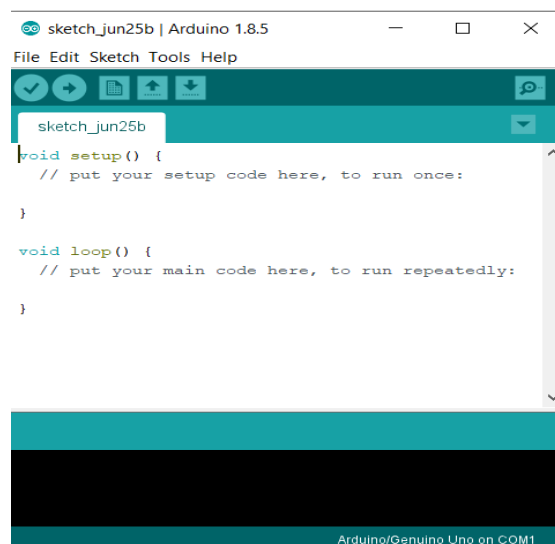 sketch_jun25b | Arduino 1.8.5
File Edit Sketch Tools Help
sketch_jun25b
void setup() {
  // put your setup code here, to run once:
}
void loop() {
  // put your main code here, to run repeatedly:
}
Arduino/Genuino Uno on COM1